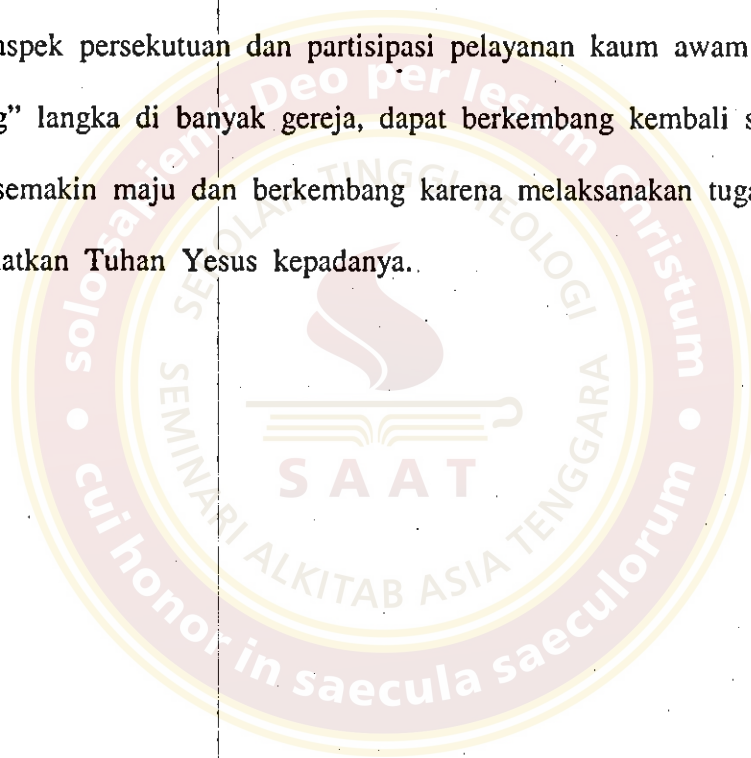 aspek persekutuan dan partisipasi pelayanan kaum awam
g” langka di banyak gereja, dapat berkembang kembali s
semakin maju dan berkembang karena melaksanakan tuga
atkan Tuhan Yesus kepadanya.
solo sapienti Deo per Iesum Christum
SEKOLAH TINGGI TEOLOGI
SEMINARI ALKITAB ASIA TENGGARA
SAAT
cui honor in saecula saeculorum